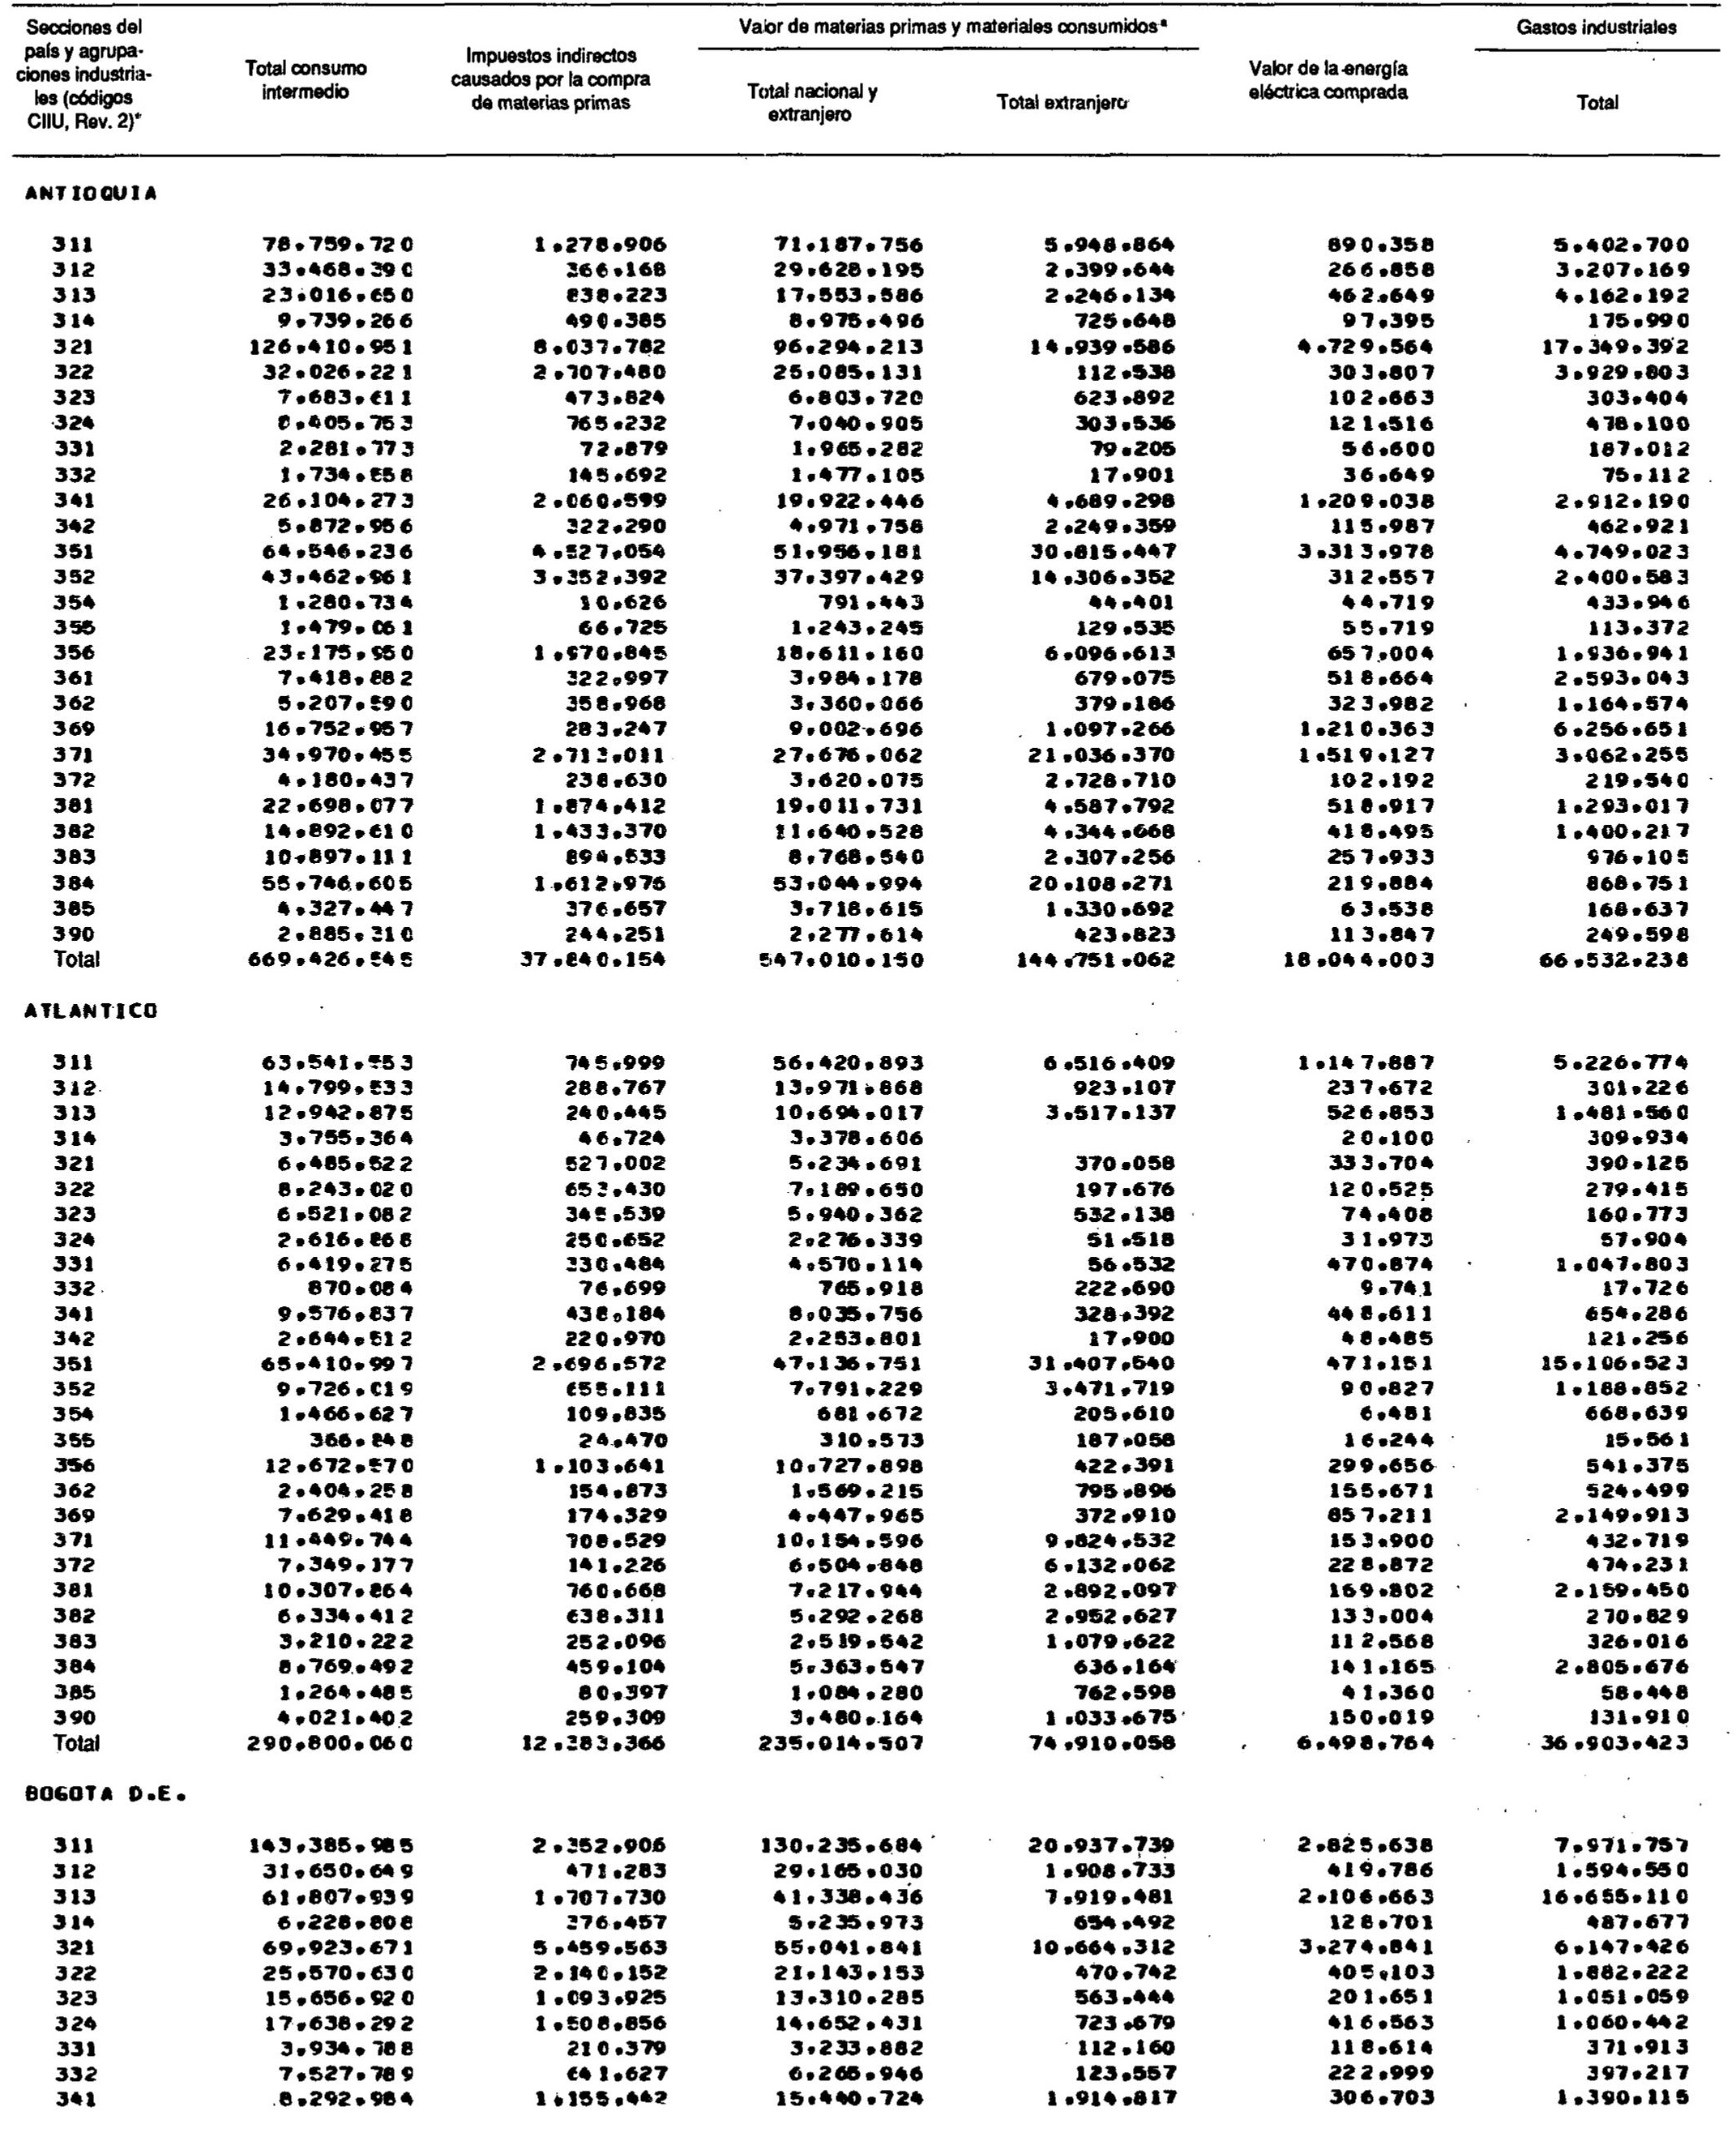 Secciones del país y agrupaciones industriales (códigos CIIU, Rev. 2)* Total consumo intermedio Impuestos indirectos causados por la compra de materias primas Valor de materias primas y materiales consumidosª Total nacional y extranjero Total extranjero Valor de la energía eléctrica comprada Gastos industriales Total
ANTIOQUIA
311 78.759.720 1.278.906 71.187.756 5.948.864 890.358 5.402.700
312 33.468.390 366.168 29.628.195 2.399.644 266.858 3.207.169
313 23.016.650 838.223 17.553.586 2.246.134 462.649 4.162.192
314 9.739.266 490.385 8.975.496 725.648 97.395 175.990
321 126.410.951 8.037.782 96.294.213 14.939.586 4.729.564 17.349.392
322 32.026.221 2.707.480 25.085.131 112.538 303.807 3.929.803
323 7.683.611 473.824 6.803.720 623.892 102.663 303.404
324 8.405.753 765.232 7.040.905 303.536 121.516 478.100
331 2.281.773 72.879 1.965.282 79.205 56.600 187.012
332 1.734.558 145.692 1.477.105 17.901 36.649 75.112
341 26.104.273 2.060.599 19.922.446 4.689.298 1.209.038 2.912.190
342 5.872.956 322.290 4.971.758 2.249.359 115.987 462.921
351 64.546.236 4.527.054 51.956.181 30.815.447 3.313.978 4.749.023
352 43.462.961 3.352.392 37.397.429 14.306.352 312.557 2.400.583
354 1.280.734 10.626 791.443 44.401 44.719 433.946
355 1.479.061 66.725 1.243.245 129.535 55.719 113.372
356 23.175.950 1.970.845 18.611.160 6.096.613 657.004 1.936.941
361 7.418.882 322.997 3.984.178 679.075 518.664 2.593.043
362 5.207.590 358.968 3.360.066 379.186 323.982 1.164.574
369 16.752.957 283.247 9.002.696 1.097.266 1.210.363 6.256.651
371 34.970.455 2.713.011 27.676.062 21.036.370 1.519.127 3.062.255
372 4.180.437 238.630 3.620.075 2.728.710 102.192 219.540
381 22.698.077 1.874.412 19.011.731 4.587.792 518.917 1.293.017
382 14.892.610 1.433.370 11.640.528 4.344.668 418.495 1.400.217
383 10.897.111 894.533 8.768.540 2.307.256 257.933 976.105
384 55.746.605 1.612.976 53.044.994 20.108.271 219.884 868.751
385 4.327.447 376.657 3.718.615 1.330.692 63.538 168.637
390 2.885.310 244.251 2.277.614 423.823 113.847 249.598
Total 669.426.545 37.840.154 547.010.150 144.751.062 18.044.003 66.532.238
ATLANTICO
311 63.541.553 745.999 56.420.893 6.516.409 1.147.887 5.226.774
312 14.799.533 288.767 13.971.868 923.107 237.672 301.226
313 12.942.875 240.445 10.694.017 3.517.137 526.853 1.481.560
314 3.755.364 46.724 3.378.606 20.100 309.934
321 6.485.522 527.002 5.234.691 370.058 333.704 390.125
322 8.243.020 653.430 7.189.650 197.676 120.525 279.415
323 6.521.082 345.539 5.940.362 532.138 74.408 160.773
324 2.616.868 250.652 2.276.339 51.518 31.973 57.904
331 6.419.275 330.484 4.570.114 56.532 470.874 1.047.803
332 870.084 76.699 765.918 222.690 9.741 17.726
341 9.576.837 438.184 8.035.756 328.392 448.611 654.286
342 2.644.512 220.970 2.253.801 17.900 48.485 121.256
351 65.410.997 2.696.572 47.136.751 31.407.540 471.151 15.106.523
352 9.726.019 655.111 7.791.229 3.471.719 90.827 1.188.852
354 1.466.627 109.835 681.672 205.610 6.481 668.639
355 366.848 24.470 310.573 187.058 16.244 15.561
356 12.672.570 1.103.641 10.727.898 422.391 299.656 541.375
362 2.404.258 154.873 1.569.215 795.896 155.671 524.499
369 7.629.418 174.329 4.447.965 372.910 857.211 2.149.913
371 11.449.744 708.529 10.154.596 9.824.532 153.900 432.719
372 7.349.177 141.226 6.504.848 6.132.062 228.872 474.231
381 10.307.864 760.668 7.217.944 2.892.097 169.802 2.159.450
382 6.334.412 638.311 5.292.268 2.952.627 133.004 270.829
383 3.210.222 252.096 2.519.542 1.079.622 112.568 326.016
384 8.769.492 459.104 5.363.547 636.164 141.165 2.805.676
385 1.264.485 80.397 1.084.280 762.598 41.360 58.448
390 4.021.402 259.309 3.480.164 1.033.675 150.019 131.910
Total 290.800.060 12.383.366 235.014.507 74.910.058 6.498.764 36.903.423
BOGOTA D.E.
311 143.385.985 2.352.906 130.235.684 20.937.739 2.825.638 7.971.757
312 31.650.649 471.283 29.165.030 1.908.733 419.786 1.594.550
313 61.807.939 1.707.730 41.338.436 7.919.481 2.106.663 16.655.110
314 6.228.808 376.457 5.235.973 654.492 128.701 487.677
321 69.923.671 5.459.563 55.041.841 10.664.312 3.274.841 6.147.426
322 25.570.630 2.140.152 21.143.153 470.742 405.103 1.882.222
323 15.656.920 1.093.925 13.310.285 563.444 201.651 1.051.059
324 17.638.292 1.508.856 14.652.431 723.679 416.563 1.060.442
331 3.934.788 210.379 3.233.882 112.160 118.614 371.913
332 7.527.789 641.627 6.265.946 123.557 222.999 397.217
341 8.292.984 1.155.442 15.440.724 1.914.817 306.703 1.390.115